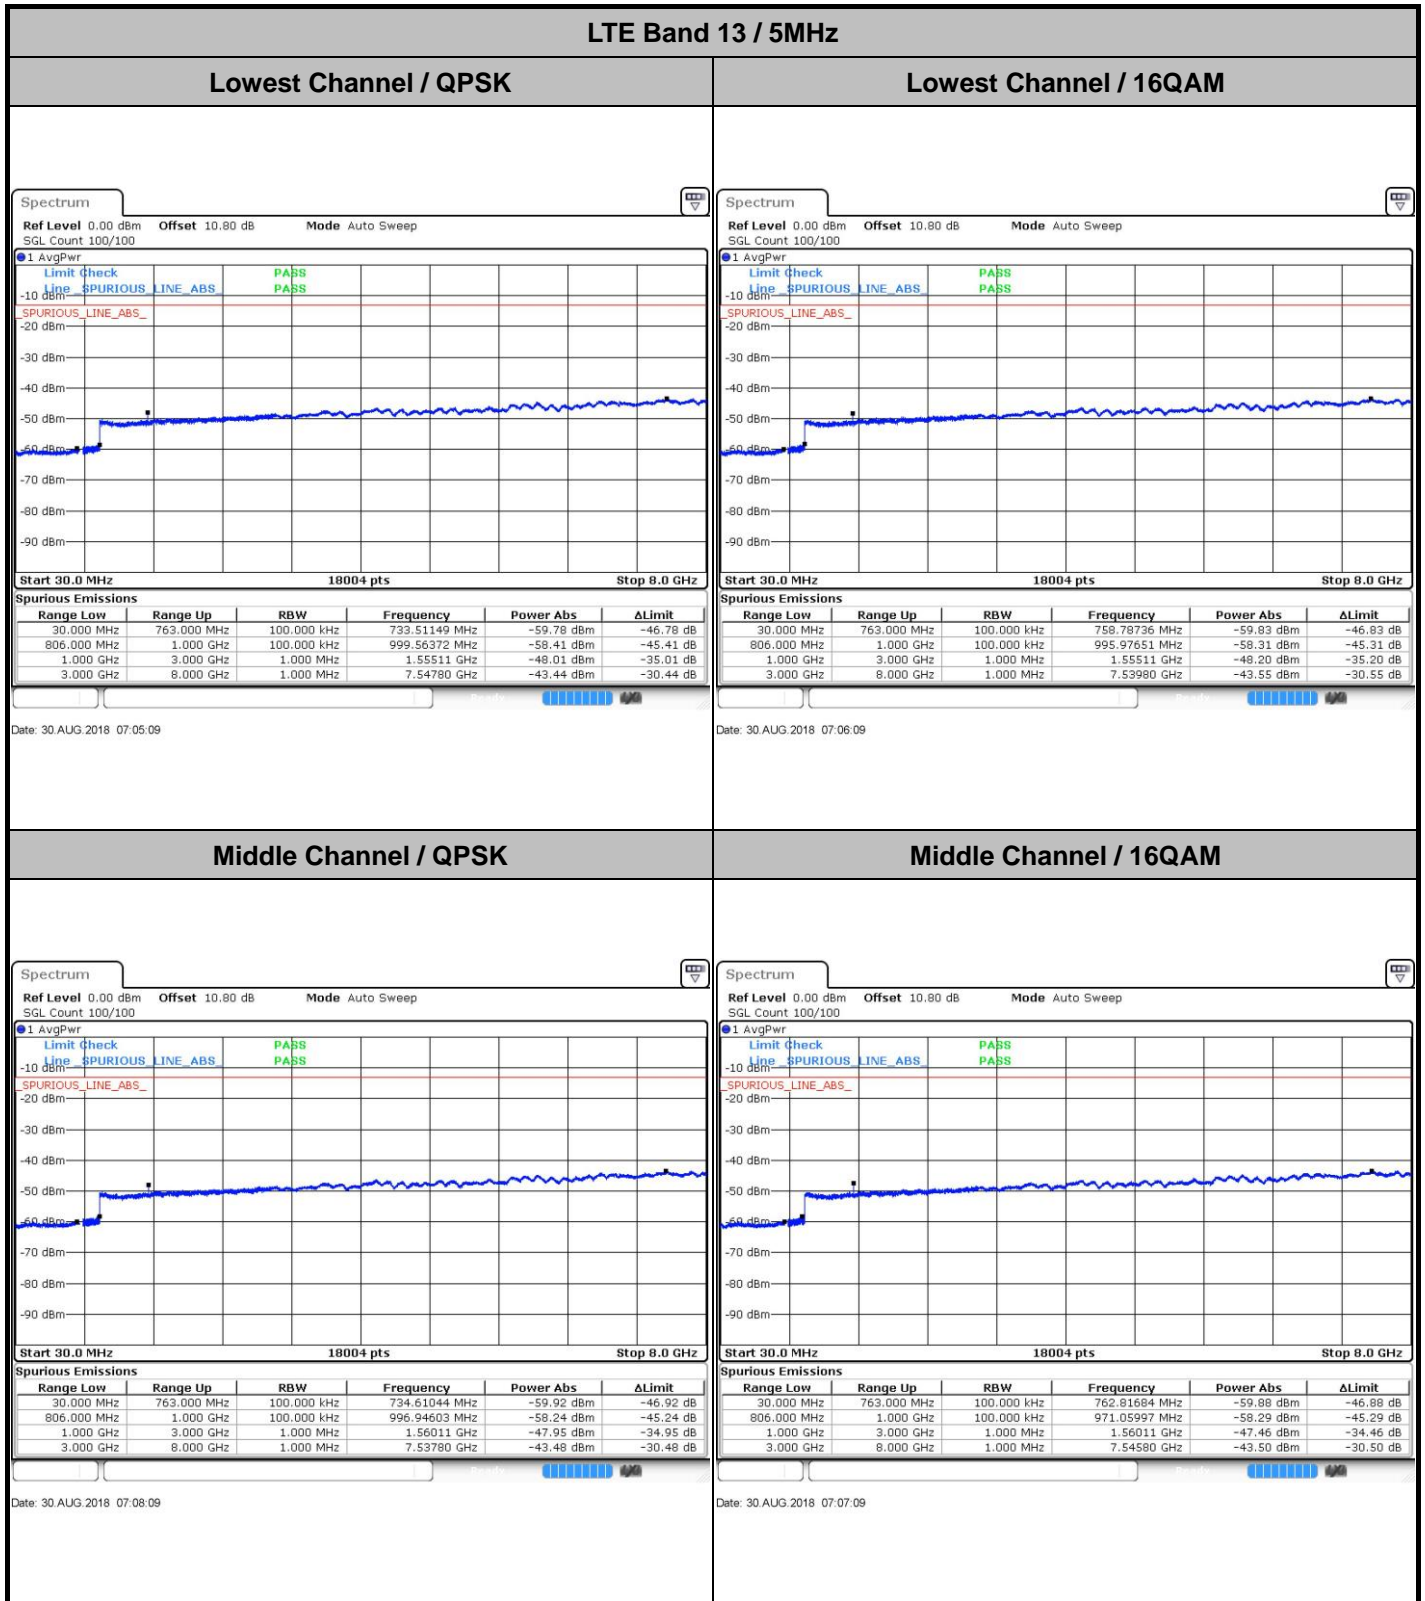 LTE Band 13 / 5MHz
Lowest Channel / QPSK
Lowest Channel / 16QAM
Spectrum
Ref Level 0.00 dBm Offset 10.80 dB Mode Auto Sweep
SGL Count 100/100
1 AvgPwr
Limit Check PASS
Line _SPURIOUS_LINE_ABS_ PASS
-10 dBm
_SPURIOUS_LINE_ABS_
-20 dBm
-30 dBm
-40 dBm
-50 dBm
-60 dBm
-70 dBm
-80 dBm
-90 dBm
Start 30.0 MHz 18004 pts Stop 8.0 GHz
Spurious Emissions
Range Low Range Up RBW Frequency Power Abs ΔLimit
30.000 MHz 763.000 MHz 100.000 kHz 733.51149 MHz -59.78 dBm -46.78 dB
806.000 MHz 1.000 GHz 100.000 kHz 999.56372 MHz -58.41 dBm -45.41 dB
1.000 GHz 3.000 GHz 1.000 MHz 1.55511 GHz -48.01 dBm -35.01 dB
3.000 GHz 8.000 GHz 1.000 MHz 7.54780 GHz -43.44 dBm -30.44 dB
Date: 30.AUG.2018 07:05:09
Spectrum
Ref Level 0.00 dBm Offset 10.80 dB Mode Auto Sweep
SGL Count 100/100
1 AvgPwr
Limit Check PASS
Line _SPURIOUS_LINE_ABS_ PASS
-10 dBm
_SPURIOUS_LINE_ABS_
-20 dBm
-30 dBm
-40 dBm
-50 dBm
-60 dBm
-70 dBm
-80 dBm
-90 dBm
Start 30.0 MHz 18004 pts Stop 8.0 GHz
Spurious Emissions
Range Low Range Up RBW Frequency Power Abs ΔLimit
30.000 MHz 763.000 MHz 100.000 kHz 758.78736 MHz -59.83 dBm -46.83 dB
806.000 MHz 1.000 GHz 100.000 kHz 995.97651 MHz -58.31 dBm -45.31 dB
1.000 GHz 3.000 GHz 1.000 MHz 1.55511 GHz -48.20 dBm -35.20 dB
3.000 GHz 8.000 GHz 1.000 MHz 7.53980 GHz -43.55 dBm -30.55 dB
Date: 30.AUG.2018 07:06:09
Middle Channel / QPSK
Middle Channel / 16QAM
Spectrum
Ref Level 0.00 dBm Offset 10.80 dB Mode Auto Sweep
SGL Count 100/100
1 AvgPwr
Limit Check PASS
Line _SPURIOUS_LINE_ABS_ PASS
-10 dBm
_SPURIOUS_LINE_ABS_
-20 dBm
-30 dBm
-40 dBm
-50 dBm
-60 dBm
-70 dBm
-80 dBm
-90 dBm
Start 30.0 MHz 18004 pts Stop 8.0 GHz
Spurious Emissions
Range Low Range Up RBW Frequency Power Abs ΔLimit
30.000 MHz 763.000 MHz 100.000 kHz 734.61044 MHz -59.92 dBm -46.92 dB
806.000 MHz 1.000 GHz 100.000 kHz 996.94603 MHz -58.24 dBm -45.24 dB
1.000 GHz 3.000 GHz 1.000 MHz 1.56011 GHz -47.95 dBm -34.95 dB
3.000 GHz 8.000 GHz 1.000 MHz 7.53780 GHz -43.48 dBm -30.48 dB
Date: 30.AUG.2018 07:08:09
Spectrum
Ref Level 0.00 dBm Offset 10.80 dB Mode Auto Sweep
SGL Count 100/100
1 AvgPwr
Limit Check PASS
Line _SPURIOUS_LINE_ABS_ PASS
-10 dBm
_SPURIOUS_LINE_ABS_
-20 dBm
-30 dBm
-40 dBm
-50 dBm
-60 dBm
-70 dBm
-80 dBm
-90 dBm
Start 30.0 MHz 18004 pts Stop 8.0 GHz
Spurious Emissions
Range Low Range Up RBW Frequency Power Abs ΔLimit
30.000 MHz 763.000 MHz 100.000 kHz 762.81684 MHz -59.88 dBm -46.88 dB
806.000 MHz 1.000 GHz 100.000 kHz 971.05997 MHz -58.29 dBm -45.29 dB
1.000 GHz 3.000 GHz 1.000 MHz 1.56011 GHz -47.46 dBm -34.46 dB
3.000 GHz 8.000 GHz 1.000 MHz 7.54580 GHz -43.50 dBm -30.50 dB
Date: 30.AUG.2018 07:07:09